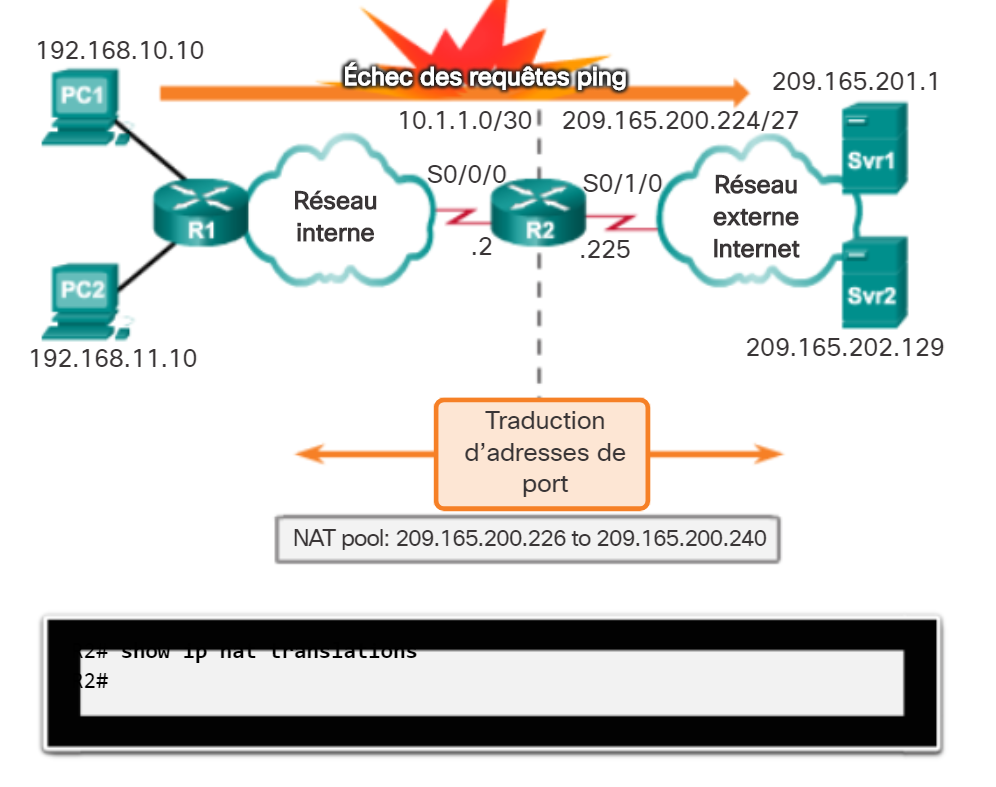 Échec des requêtes ping
192.168.10.10
209.165.201.1
PC1
10.1.1.0/30
209.165.200.224/27
Svr1
S0/0/0
S0/1/0
Réseau
interne
Réseau
externe
Internet
R1
R2
.2
.225
PC2
Svr2
192.168.11.10
209.165.202.129
Traduction
d'adresses de
port
NAT pool: 209.165.200.226 to 209.165.200.240
R2# show ip nat translations
R2#